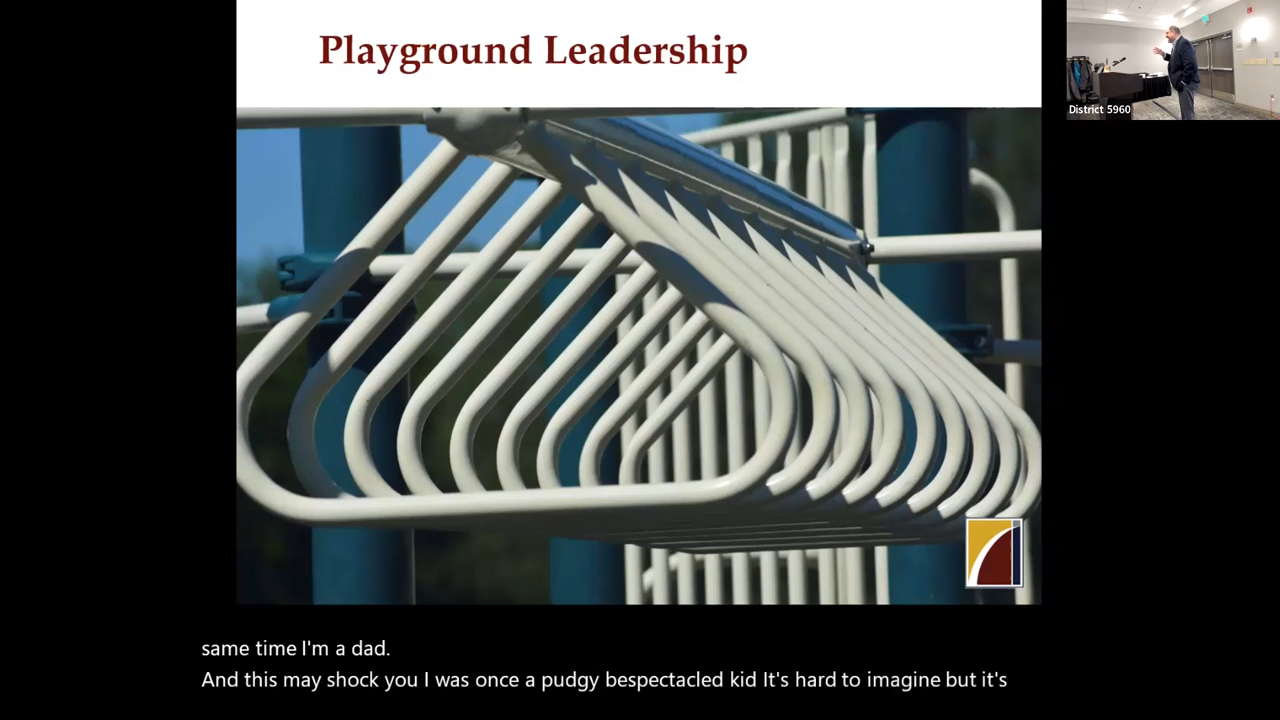 Playground Leadership
District 5960
same time I'm a dad.
And this may shock you I was once a pudgy bespectacled kid It's hard to imagine but it's